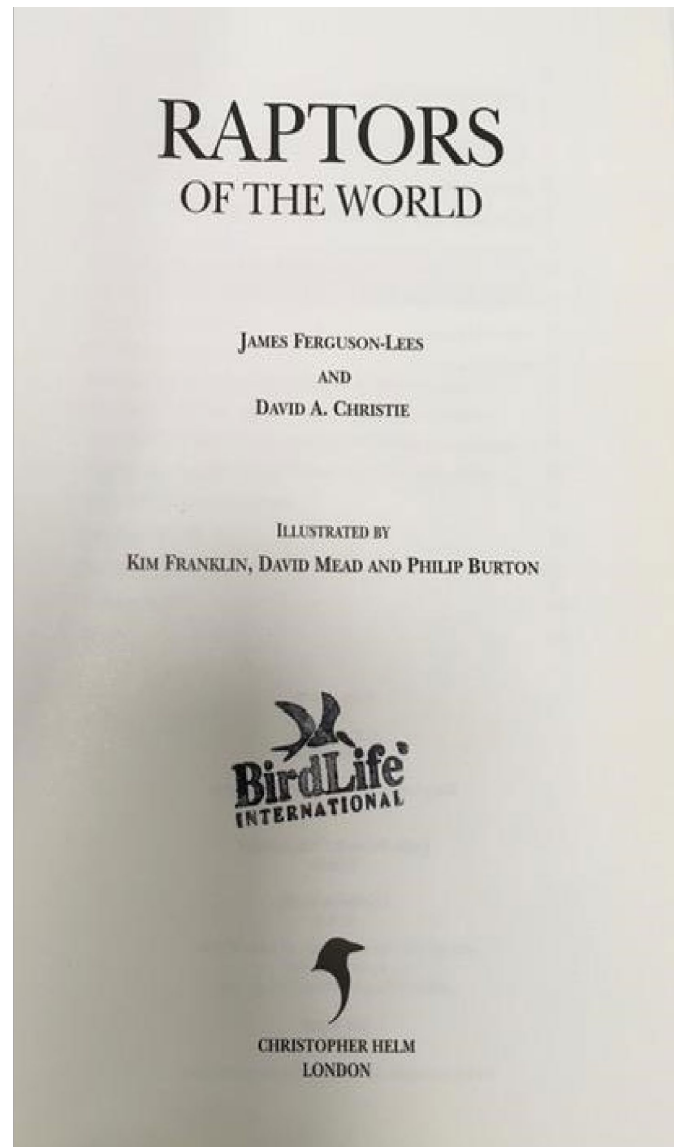 RAPTORS
OF THE WORLD
JAMES FERGUSON-LEES
AND
DAVID A. CHRISTIE
ILLUSTRATED BY
KIM FRANKLIN, DAVID MEAD AND PHILIP BURTON
BirdLife
INTERNATIONAL
CHRISTOPHER HELM
LONDON